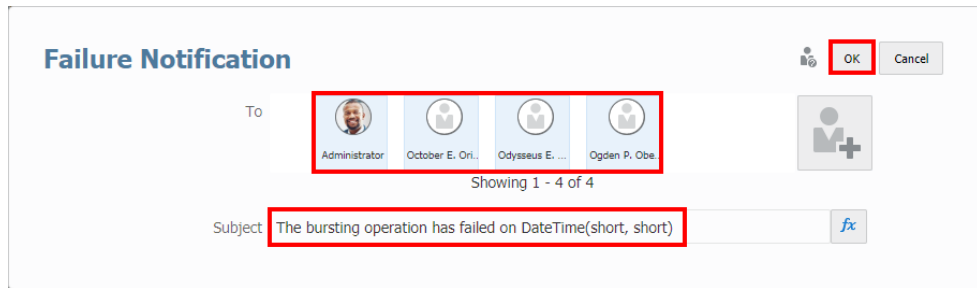 Failure Notification
OK
Cancel
To
Administrator
October E. Ori..
Odysseus E. ...
Ogden P. Obe..
Showing 1 - 4 of 4
Subject
The bursting operation has failed on DateTime(short, short)
fx